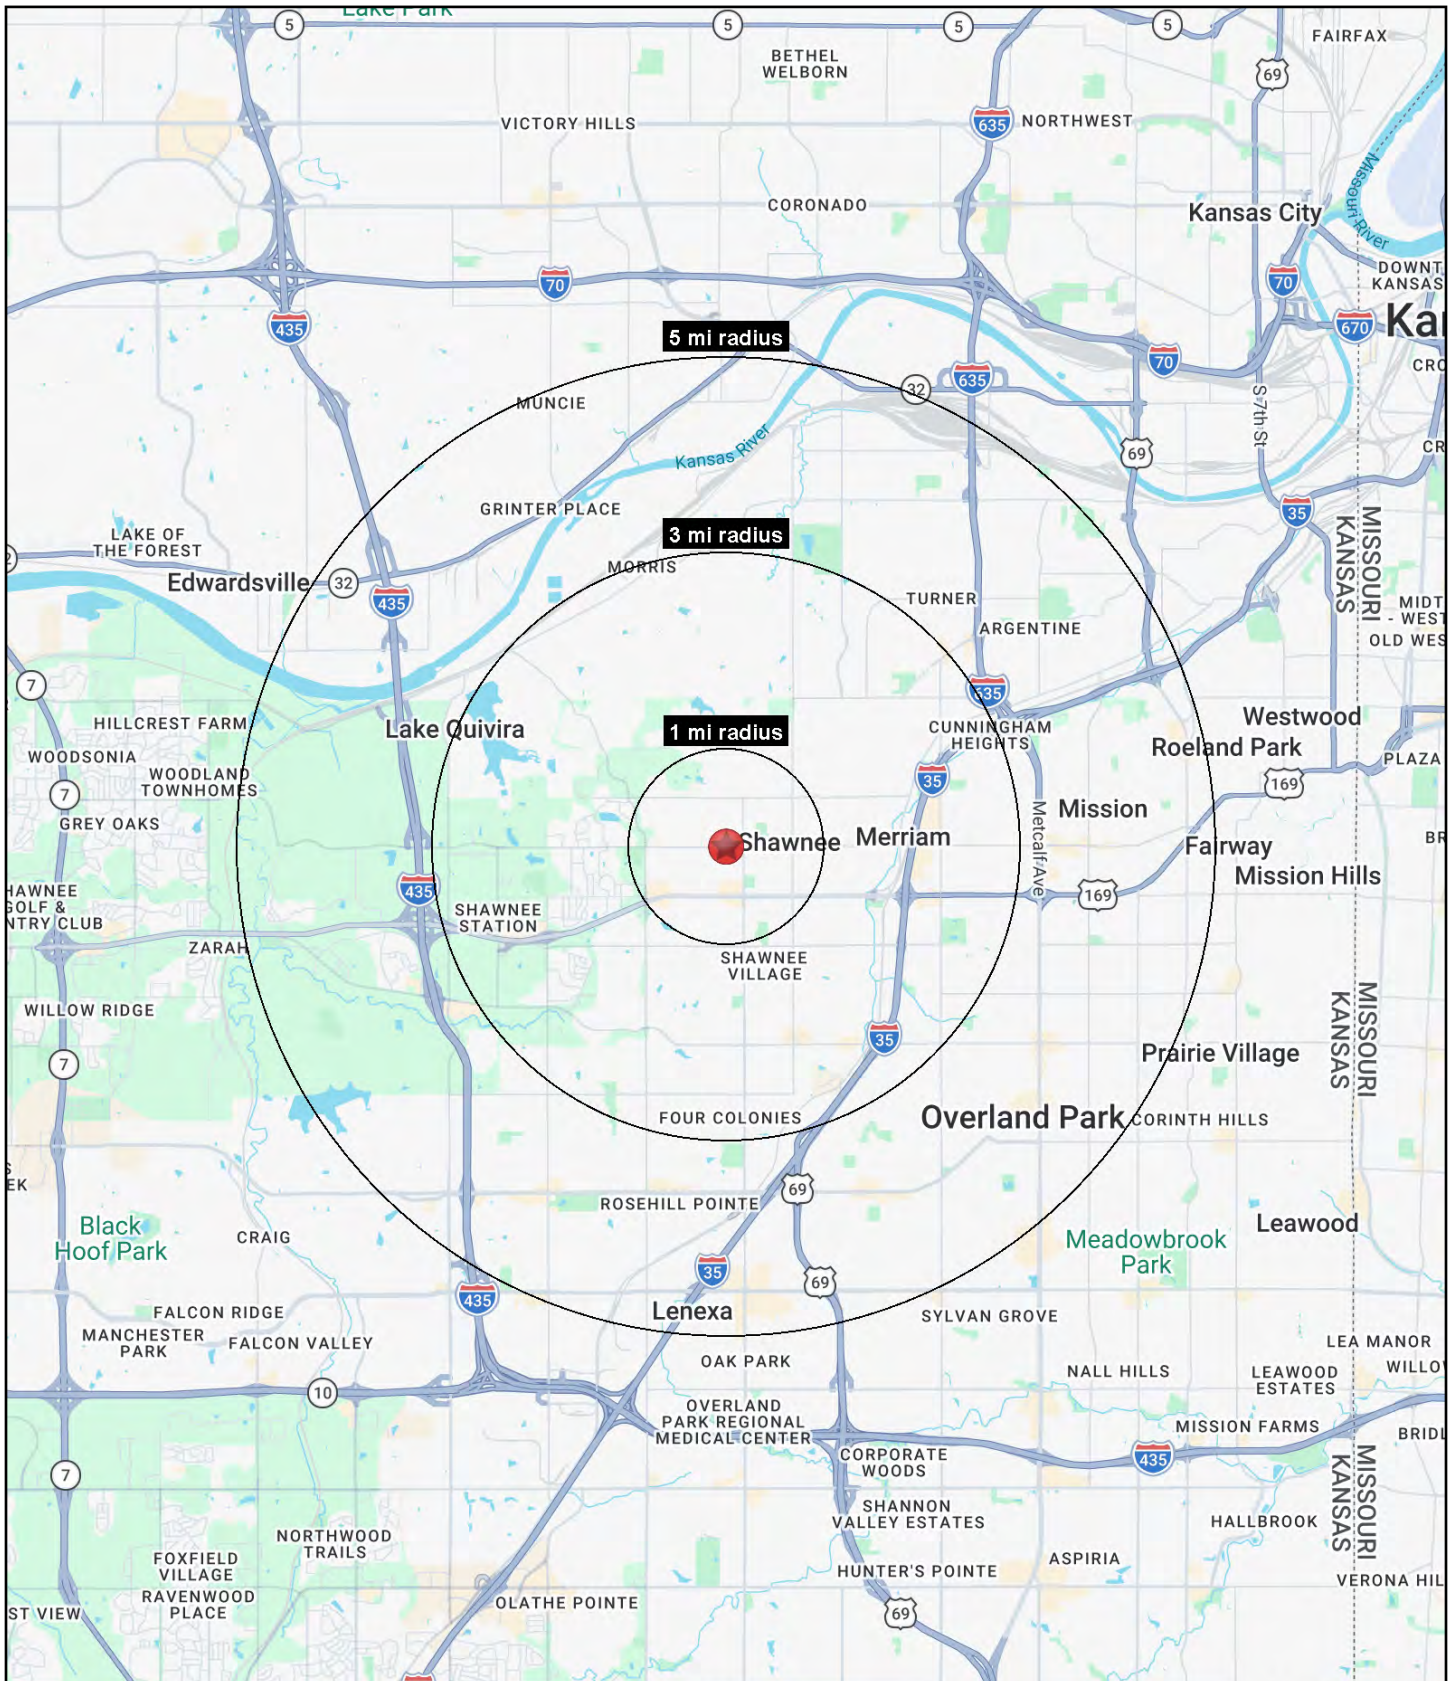 Lake Park
5
5
5
5
FAIRFAX
BETHEL
WELBORN
69
VICTORY HILLS
635
NORTHWEST
Missouri River
CORONADO
Kansas City
70
70
DOWNT
KANSAS
435
5 mi radius
670
Ka
70
CRO
635
32
MUNCIE
S 7th St
Kansas River
69
CR
GRINTER PLACE
35
LAKE OF
THE FOREST
3 mi radius
MISSOURI
KANSAS
2
MORRIS
Edwardsville
32
435
TURNER
MIDT
- WEST
ARGENTINE
OLD WES
7
635
HILLCREST FARM
Lake Quivira
1 mi radius
CUNNINGHAM
HEIGHTS
Westwood
Roeland Park
WOODSONIA
PLAZA
WOODLAND
TOWNHOMES
35
169
7
GREY OAKS
Metcalf Ave
Mission
Shawnee
Merriam
Fairway
BR
Mission Hills
HAWNEE
GOLF &
NTRY CLUB
435
169
SHAWNEE
STATION
ZARAH
SHAWNEE
VILLAGE
WILLOW RIDGE
MISSOURI
KANSAS
35
7
Prairie Village
FOUR COLONIES
Overland Park
CORINTH HILLS
S
EK
69
ROSEHILL POINTE
Black
Hoof Park
CRAIG
Leawood
Meadowbrook
Park
35
69
435
FALCON RIDGE
Lenexa
SYLVAN GROVE
MANCHESTER
PARK
FALCON VALLEY
LEA MANOR
OAK PARK
NALL HILLS
LEAWOOD
ESTATES
WILLO
10
OVERLAND
PARK REGIONAL
MEDICAL CENTER
MISSION FARMS
BRIDL
CORPORATE
WOODS
435
MISSOURI
KANSAS
7
SHANNON
VALLEY ESTATES
HALLBROOK
NORTHWOOD
TRAILS
FOXFIELD
VILLAGE
ASPIRIA
HUNTER'S POINTE
VERONA HIL
RAVENWOOD
PLACE
OLATHE POINTE
ST VIEW
69